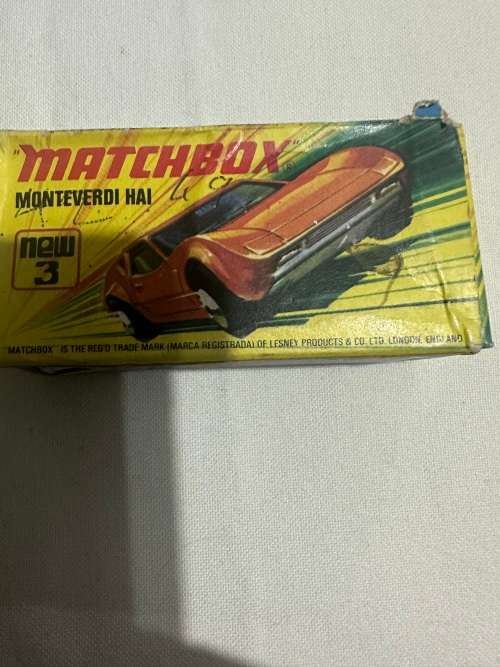 "MATCHBOX"®
MONTEVERDI HAI
new
3
MATCHBOX" IS THE REG'D TRADE MARK (MARCA REGISTRADA) OF LESNEY PRODUCTS & CO. LTD. LONDON, ENGLAND